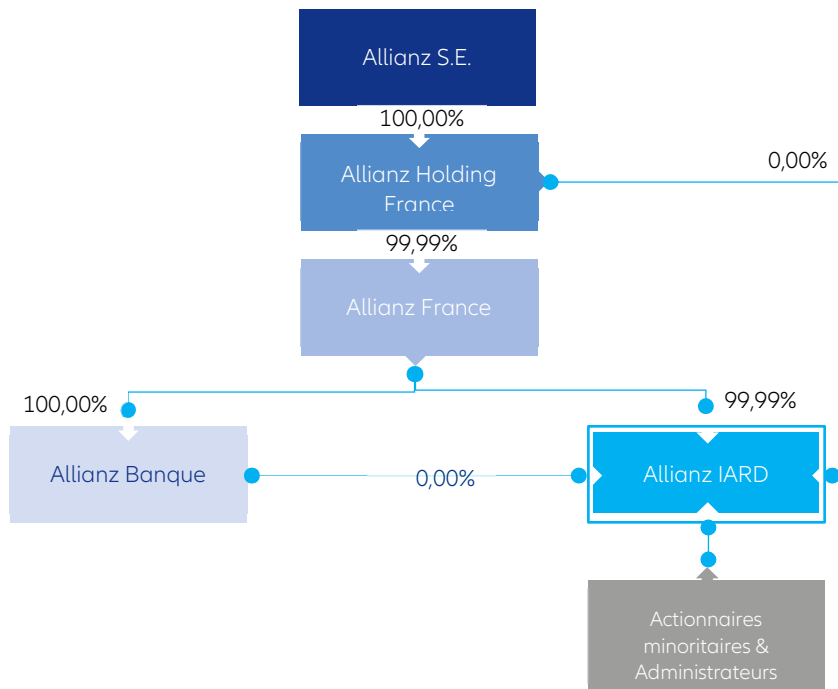 Allianz S.E.
100,00%
Allianz Holding
France
0,00%
99,99%
Allianz France
100,00%
99,99%
Allianz Banque
0,00%
Allianz IARD
Actionnaires
minoritaires &
Administrateurs